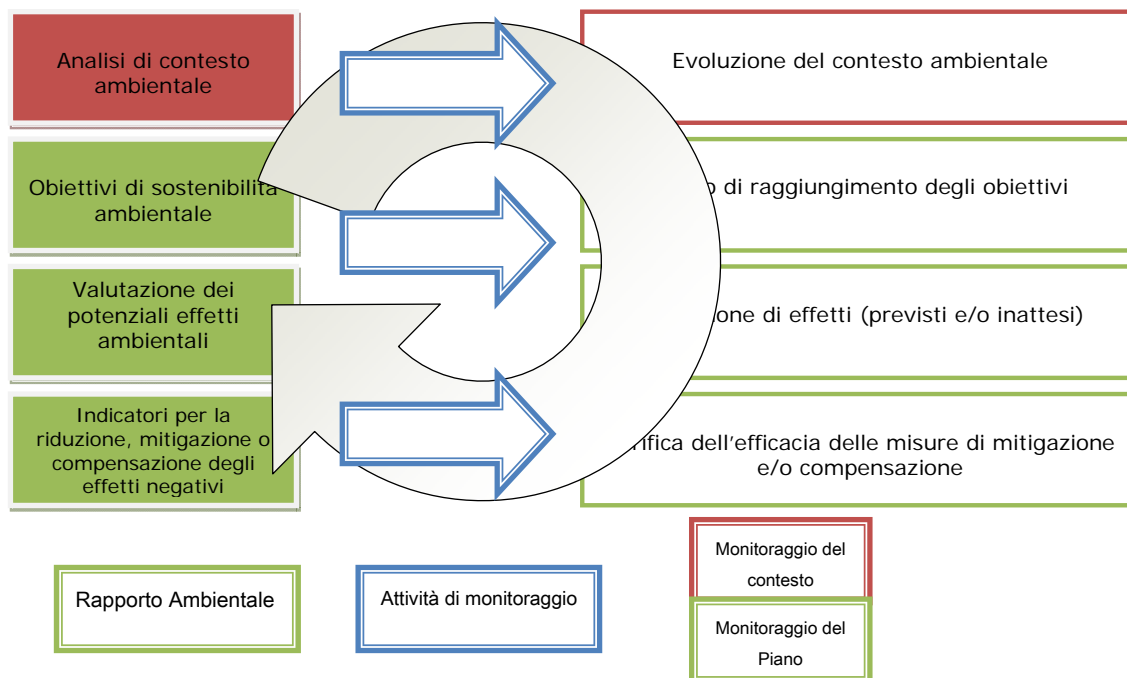 Analisi di contesto
ambientale
Evoluzione del contesto ambientale
Obiettivi di sostenibilità
ambientale
di raggiungimento degli obiettivi
Valutazione dei
potenziali effetti
ambientali
di effetti (previsti e/o inattesi)
Indicatori per la
riduzione, mitigazione o
compensazione degli
effetti negativi
dell'efficacia delle misure di mitigazione
e/o compensazione
Rapporto Ambientale
Attività di monitoraggio
Monitoraggio del
contesto
Monitoraggio del
Piano